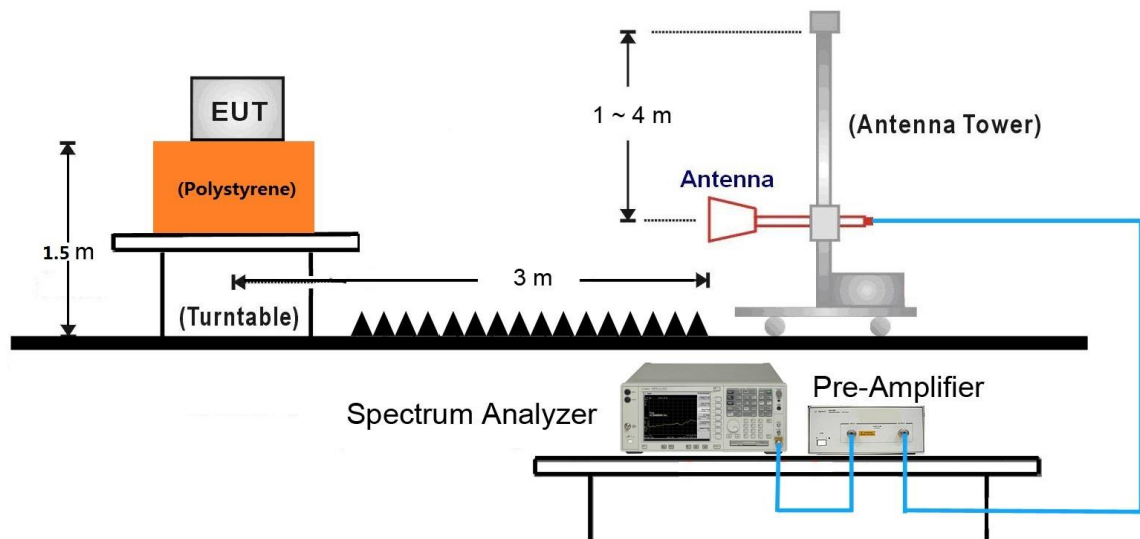 EUT
(Polystyrene)
1.5 m
(Turntable)
3 m
1 ~ 4 m
Antenna
(Antenna Tower)
Spectrum Analyzer
Pre-Amplifier